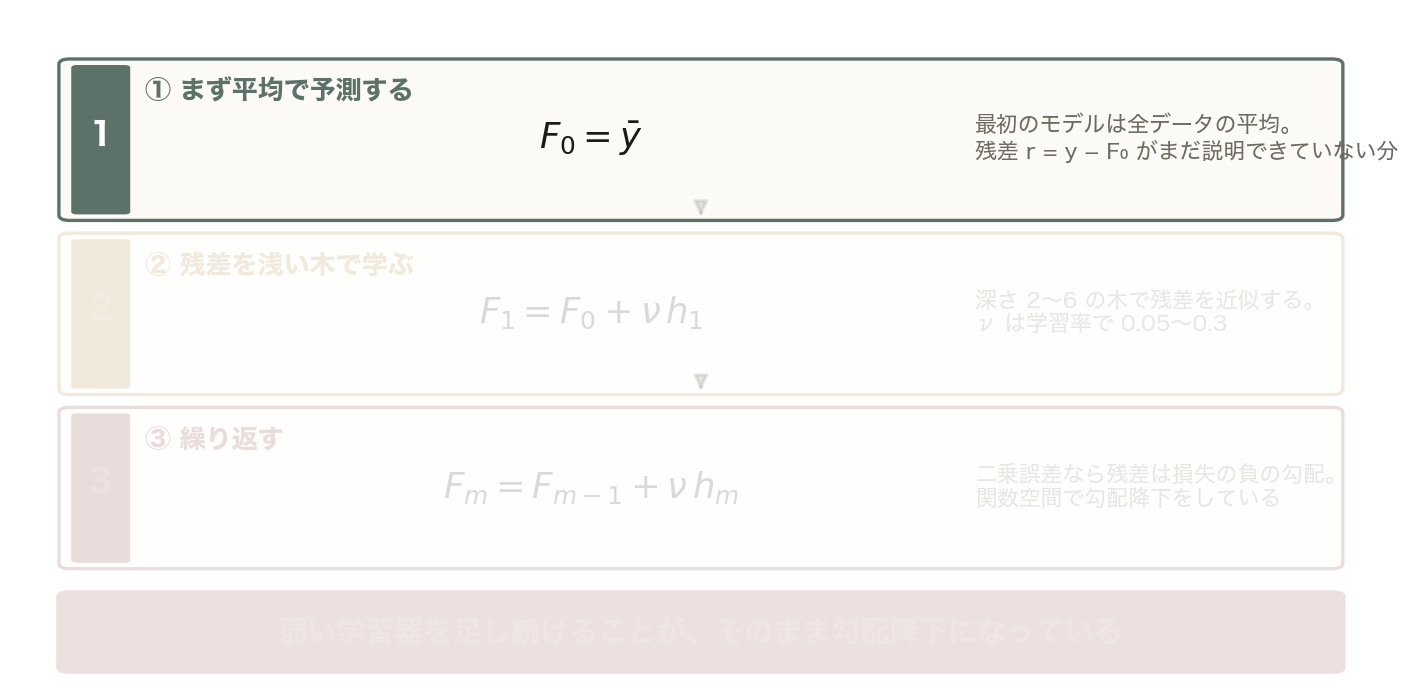 1
① まず平均で予測する
F₀ = ȳ
最初のモデルは全データの平均。
残差 r = y − F₀ がまだ説明できていない分
2
② 残差を浅い木で学ぶ
F₁ = F₀ + ν h₁
深さ 2〜6 の木で残差を近似する。
ν は学習率で 0.05〜0.3
3
③ 繰り返す
Fₘ = Fₘ₋₁ + ν hₘ
二乗誤差なら残差は損失の負の勾配。
関数空間で勾配降下をしている
弱い学習器を足し続けることが、そのまま勾配降下になっている